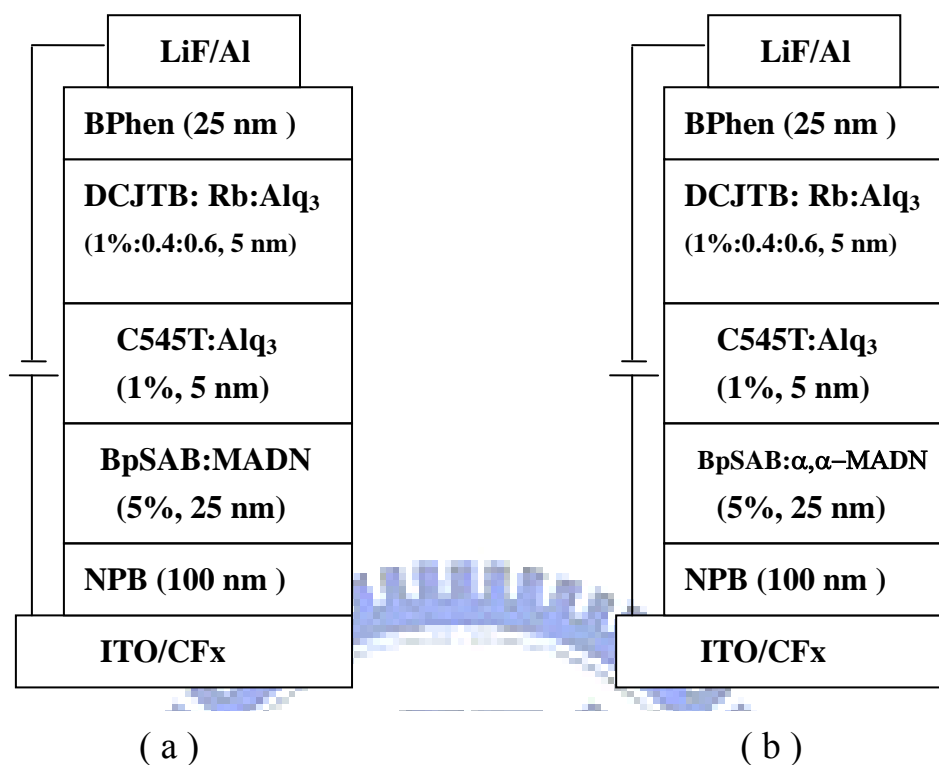 LiF/Al
BPhen (25 nm )
DCJTB: Rb:Alq₃
(1%:0.4:0.6, 5 nm)
C545T:Alq₃
(1%, 5 nm)
BpSAB:MADN
(5%, 25 nm)
NPB (100 nm )
ITO/CFx
( a )
LiF/Al
BPhen (25 nm )
DCJTB: Rb:Alq₃
(1%:0.4:0.6, 5 nm)
C545T:Alq₃
(1%, 5 nm)
BpSAB:α,α−MADN
(5%, 25 nm)
NPB (100 nm )
ITO/CFx
( b )